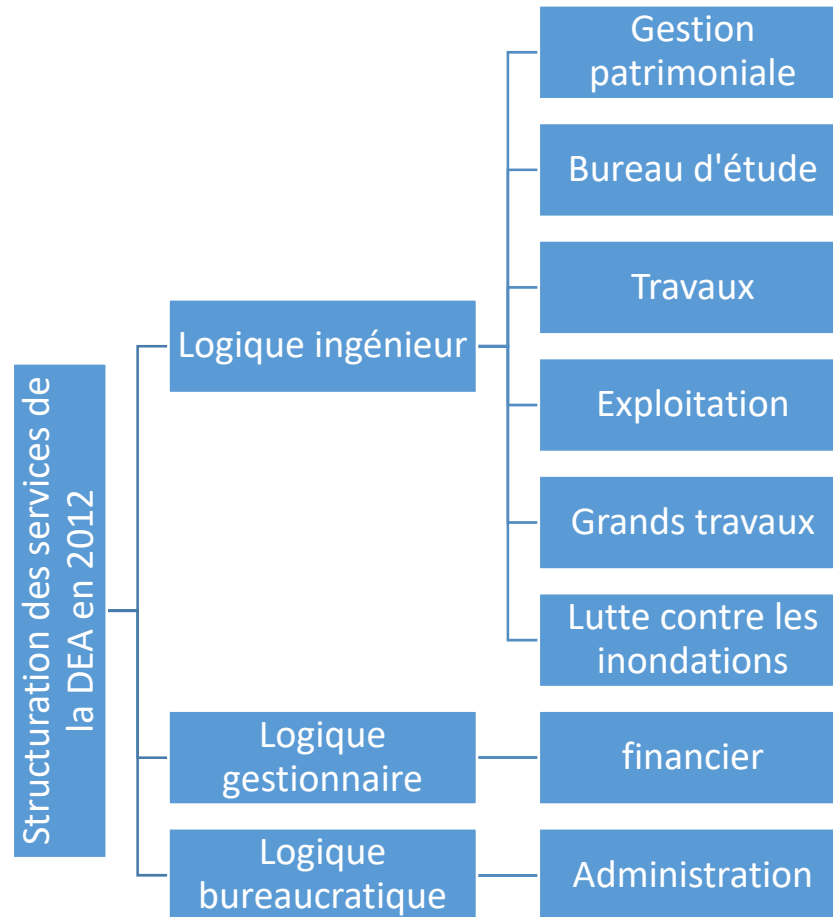 Structuration des services de
la DEA en 2012
Logique ingénieur
Gestion
patrimoniale
Bureau d'étude
Travaux
Exploitation
Grands travaux
Lutte contre les
inondations
Logique
gestionnaire
financier
Logique
bureaucratique
Administration